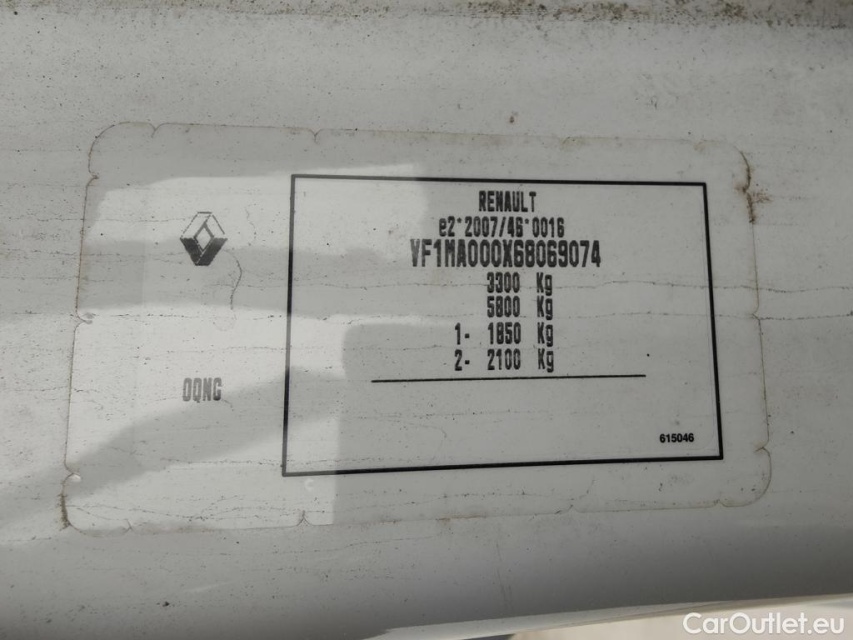 RENAULT
e2*2007/46*0016
VF1MA000X68069074
3300 Kg
5800 Kg
1- 1850 Kg
2- 2100 Kg
OQNG
615046
CarOutlet.eu